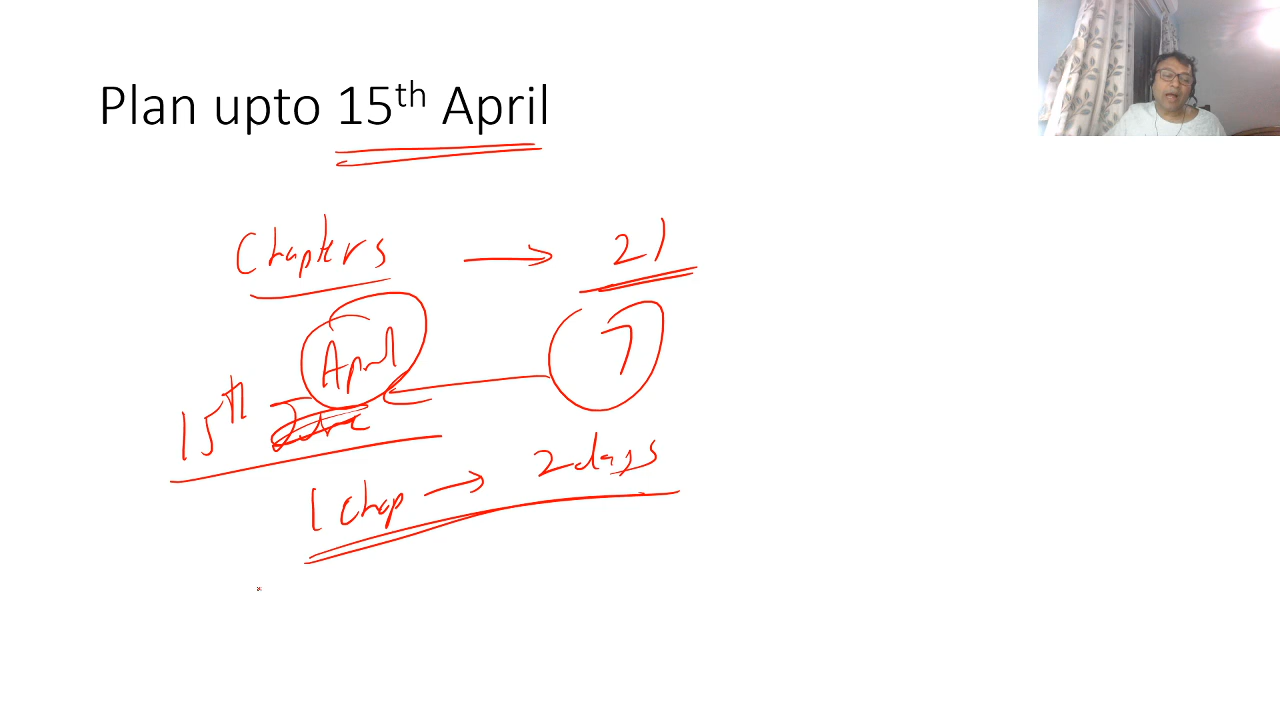 Plan upto 15th April
Chapters → 21
April 7
15th
1 Chap → 2 days